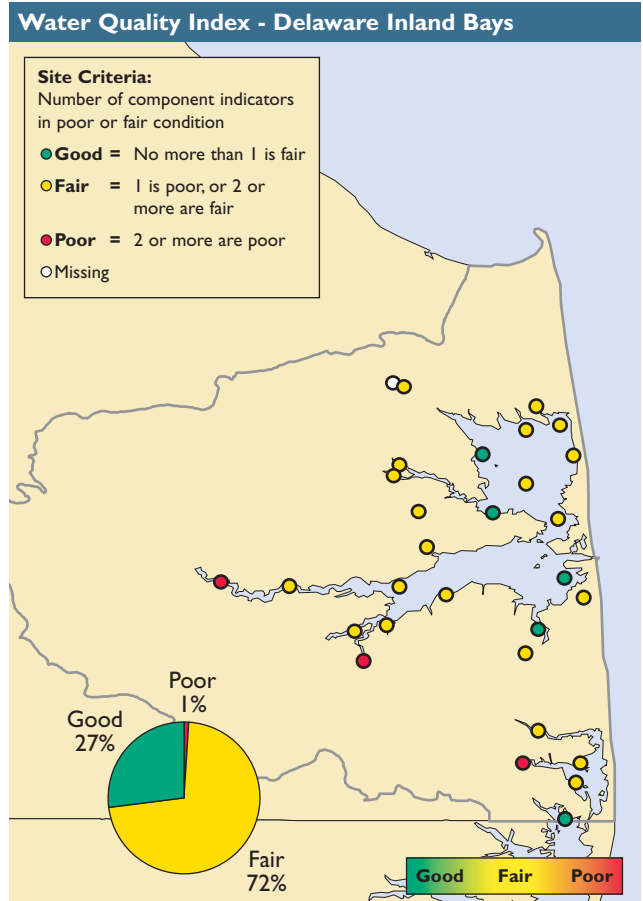 Water Quality Index - Delaware Inland Bays
Site Criteria:
Number of component indicators
in poor or fair condition
Good = No more than 1 is fair
Fair = 1 is poor, or 2 or
more are fair
Poor = 2 or more are poor
Missing
Poor
1%
Good
27%
Fair
72%
Good Fair Poor